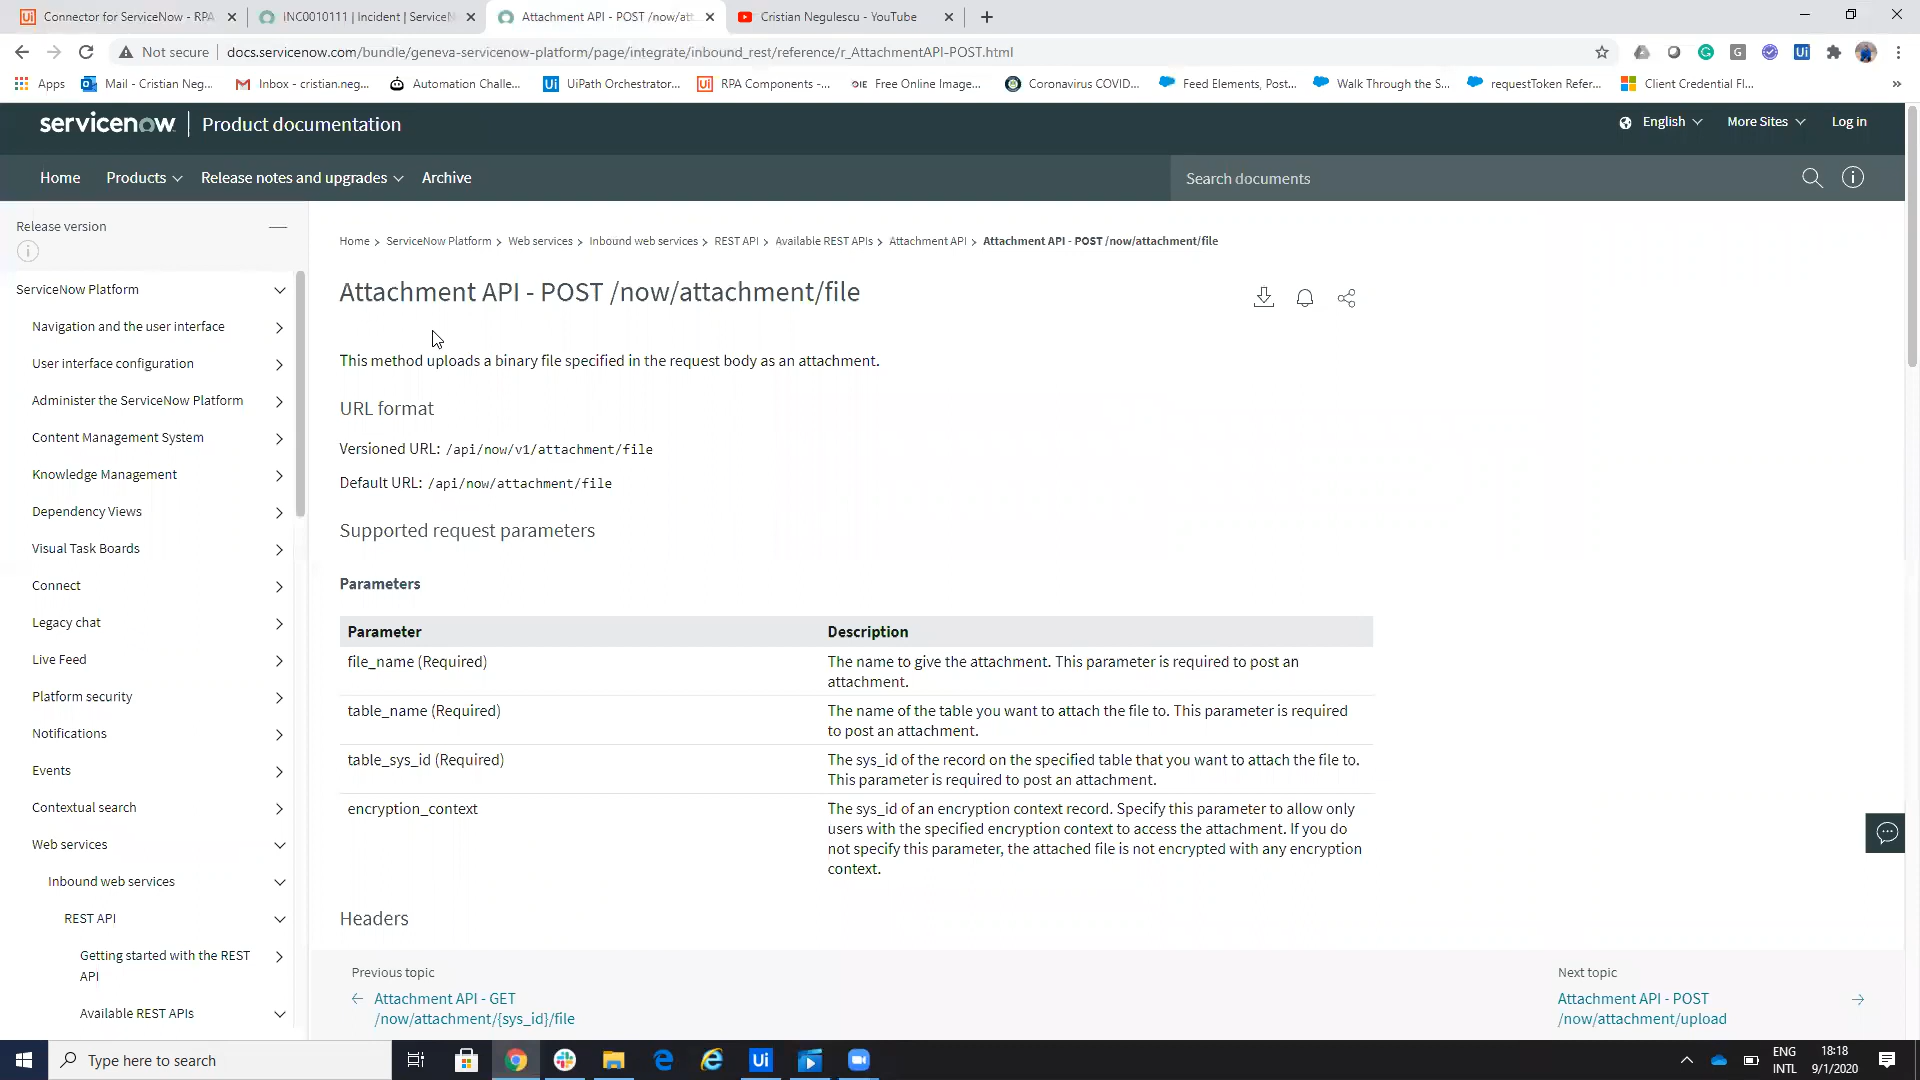 Connector for ServiceNow - RPA
INC0010111 | Incident | ServiceN
Attachment API - POST /now/att
Cristian Negulescu - YouTube
Not secure
docs.servicenow.com/bundle/geneva-servicenow-platform/page/integrate/inbound_rest/reference/r_AttachmentAPI-POST.html
Apps
Mail - Cristian Neg...
Inbox - cristian.neg...
Automation Challe...
UiPath Orchestrator...
RPA Components -...
Free Online Image...
Coronavirus COVID...
Feed Elements, Post...
Walk Through the S...
requestToken Refer...
Client Credential Fl...
»
servicenow
Product documentation
English
More Sites
Log in
Home
Products
Release notes and upgrades
Archive
Search documents
Release version
ServiceNow Platform
Navigation and the user interface
User interface configuration
Administer the ServiceNow Platform
Content Management System
Knowledge Management
Dependency Views
Visual Task Boards
Connect
Legacy chat
Live Feed
Platform security
Notifications
Events
Contextual search
Web services
Inbound web services
REST API
Getting started with the REST
API
Available REST APIs
Home > ServiceNow Platform > Web services > Inbound web services > REST API > Available REST APIs > Attachment API > Attachment API - POST /now/attachment/file
Attachment API - POST /now/attachment/file
This method uploads a binary file specified in the request body as an attachment.
URL format
Versioned URL: /api/now/v1/attachment/file
Default URL: /api/now/attachment/file
Supported request parameters
Parameters
Parameter
Description
file_name (Required)
The name to give the attachment. This parameter is required to post an
attachment.
table_name (Required)
The name of the table you want to attach the file to. This parameter is required
to post an attachment.
table_sys_id (Required)
The sys_id of the record on the specified table that you want to attach the file to.
This parameter is required to post an attachment.
encryption_context
The sys_id of an encryption context record. Specify this parameter to allow only
users with the specified encryption context to access the attachment. If you do
not specify this parameter, the attached file is not encrypted with any encryption
context.
Headers
Previous topic
Attachment API - GET
/now/attachment/{sys_id}/file
Next topic
Attachment API - POST
/now/attachment/upload
Type here to search
Ui
ENG
INTL
18:18
9/1/2020